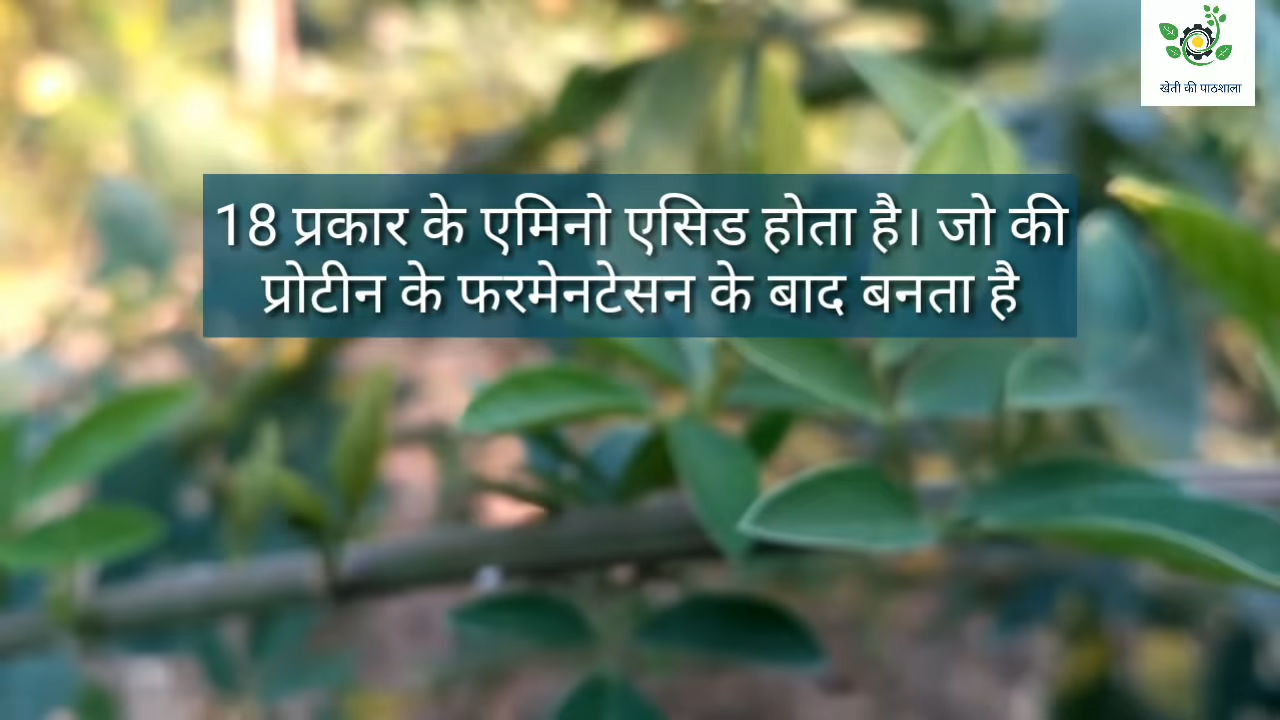 खेती की पाठशाला
18 प्रकार के एमिनो एसिड होता है। जो की
प्रोटीन के फरमेनटेसन के बाद बनता है